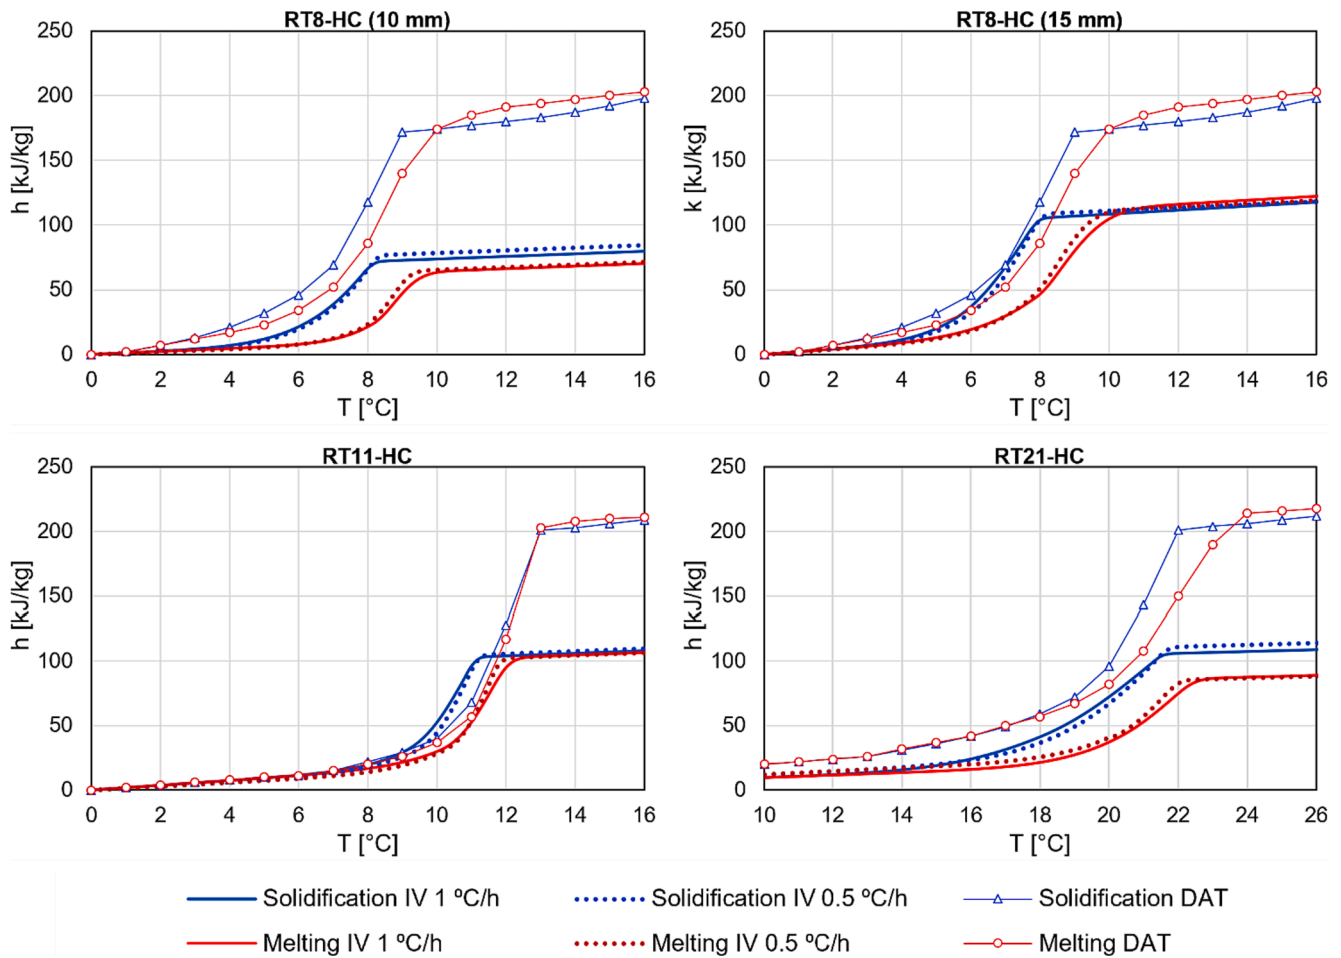 RT8-HC (10 mm)
250
200
150
100
50
0
h [kJ/kg]
0 2 4 6 8 10 12 14 16
T [°C]
RT8-HC (15 mm)
250
200
150
100
50
0
k [kJ/kg]
0 2 4 6 8 10 12 14 16
T [°C]
RT11-HC
250
200
150
100
50
0
h [kJ/kg]
0 2 4 6 8 10 12 14 16
T [°C]
RT21-HC
250
200
150
100
50
0
h [kJ/kg]
10 12 14 16 18 20 22 24 26
T [°C]
Solidification IV 1 ºC/h
Solidification IV 0.5 ºC/h
Solidification DAT
Melting IV 1 ºC/h
Melting IV 0.5 ºC/h
Melting DAT